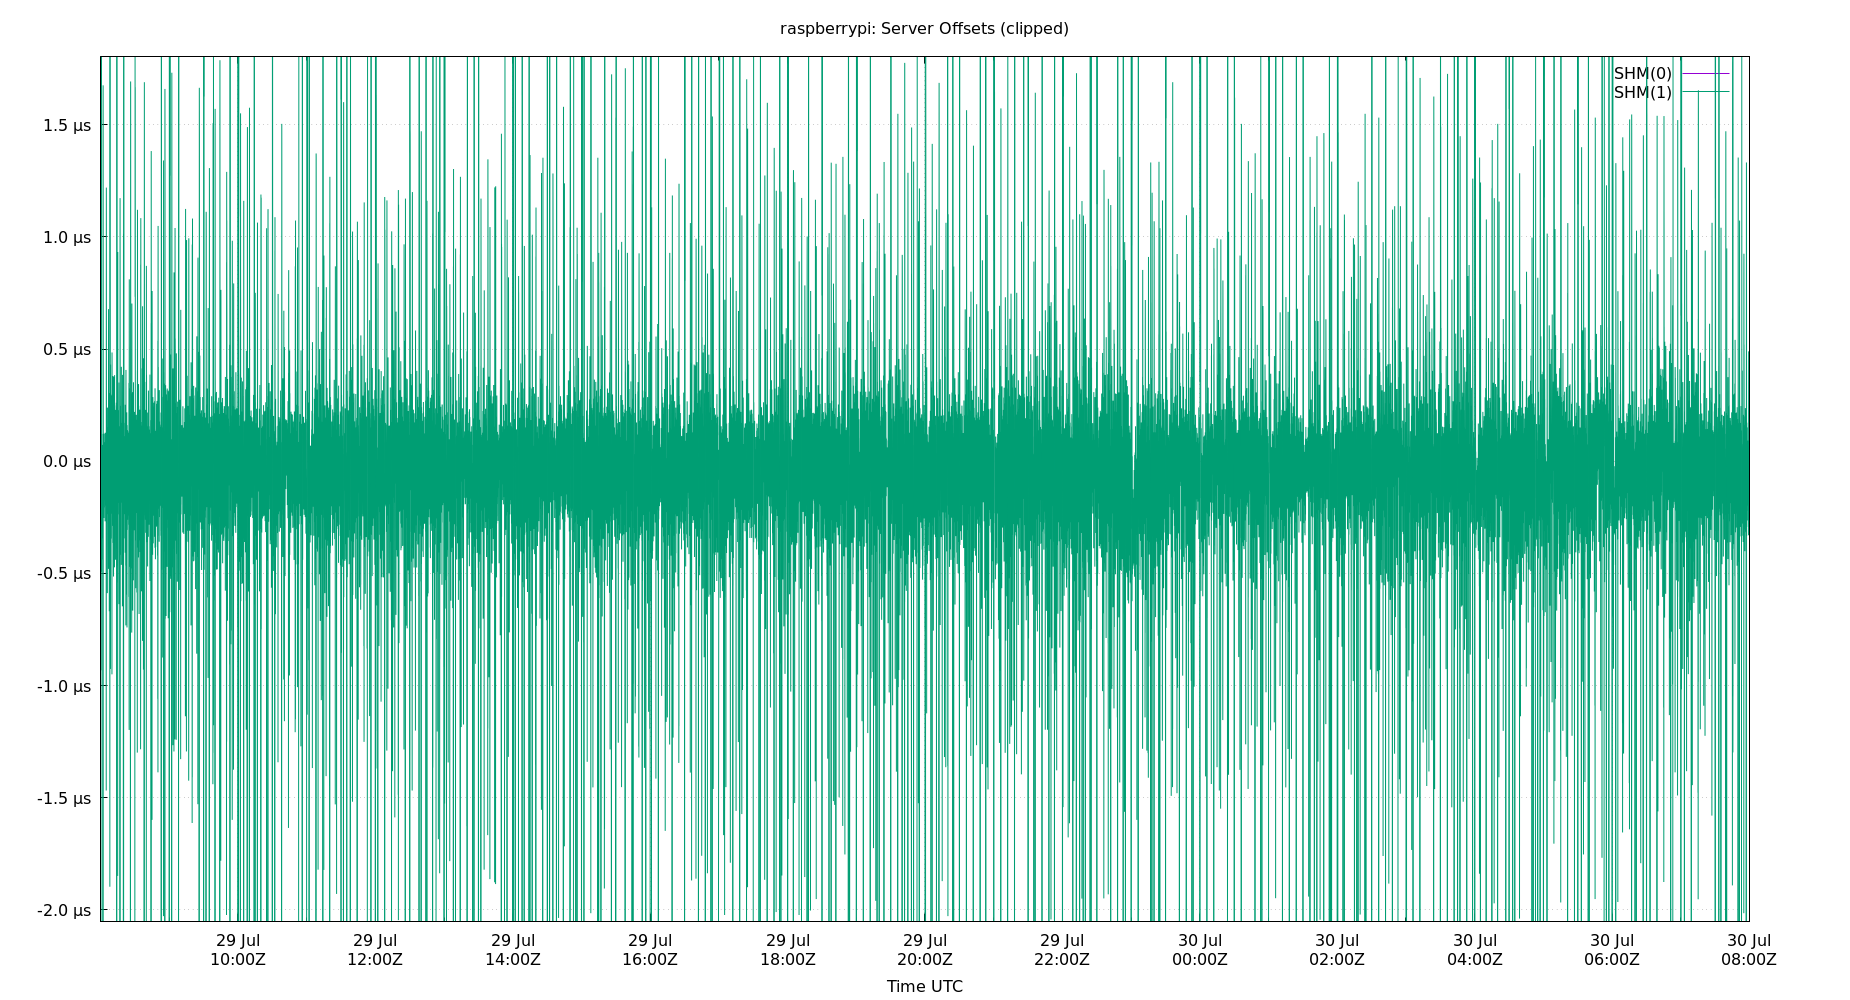 raspberrypi: Server Offsets (clipped)
SHM(0)
SHM(1)
1.5 µs
1.0 µs
0.5 µs
0.0 µs
-0.5 µs
-1.0 µs
-1.5 µs
-2.0 µs
29 Jul 29 Jul 29 Jul 29 Jul 29 Jul 29 Jul 29 Jul 30 Jul 30 Jul 30 Jul 30 Jul 30 Jul
10:00Z 12:00Z 14:00Z 16:00Z 18:00Z 20:00Z 22:00Z 00:00Z 02:00Z 04:00Z 06:00Z 08:00Z
Time UTC